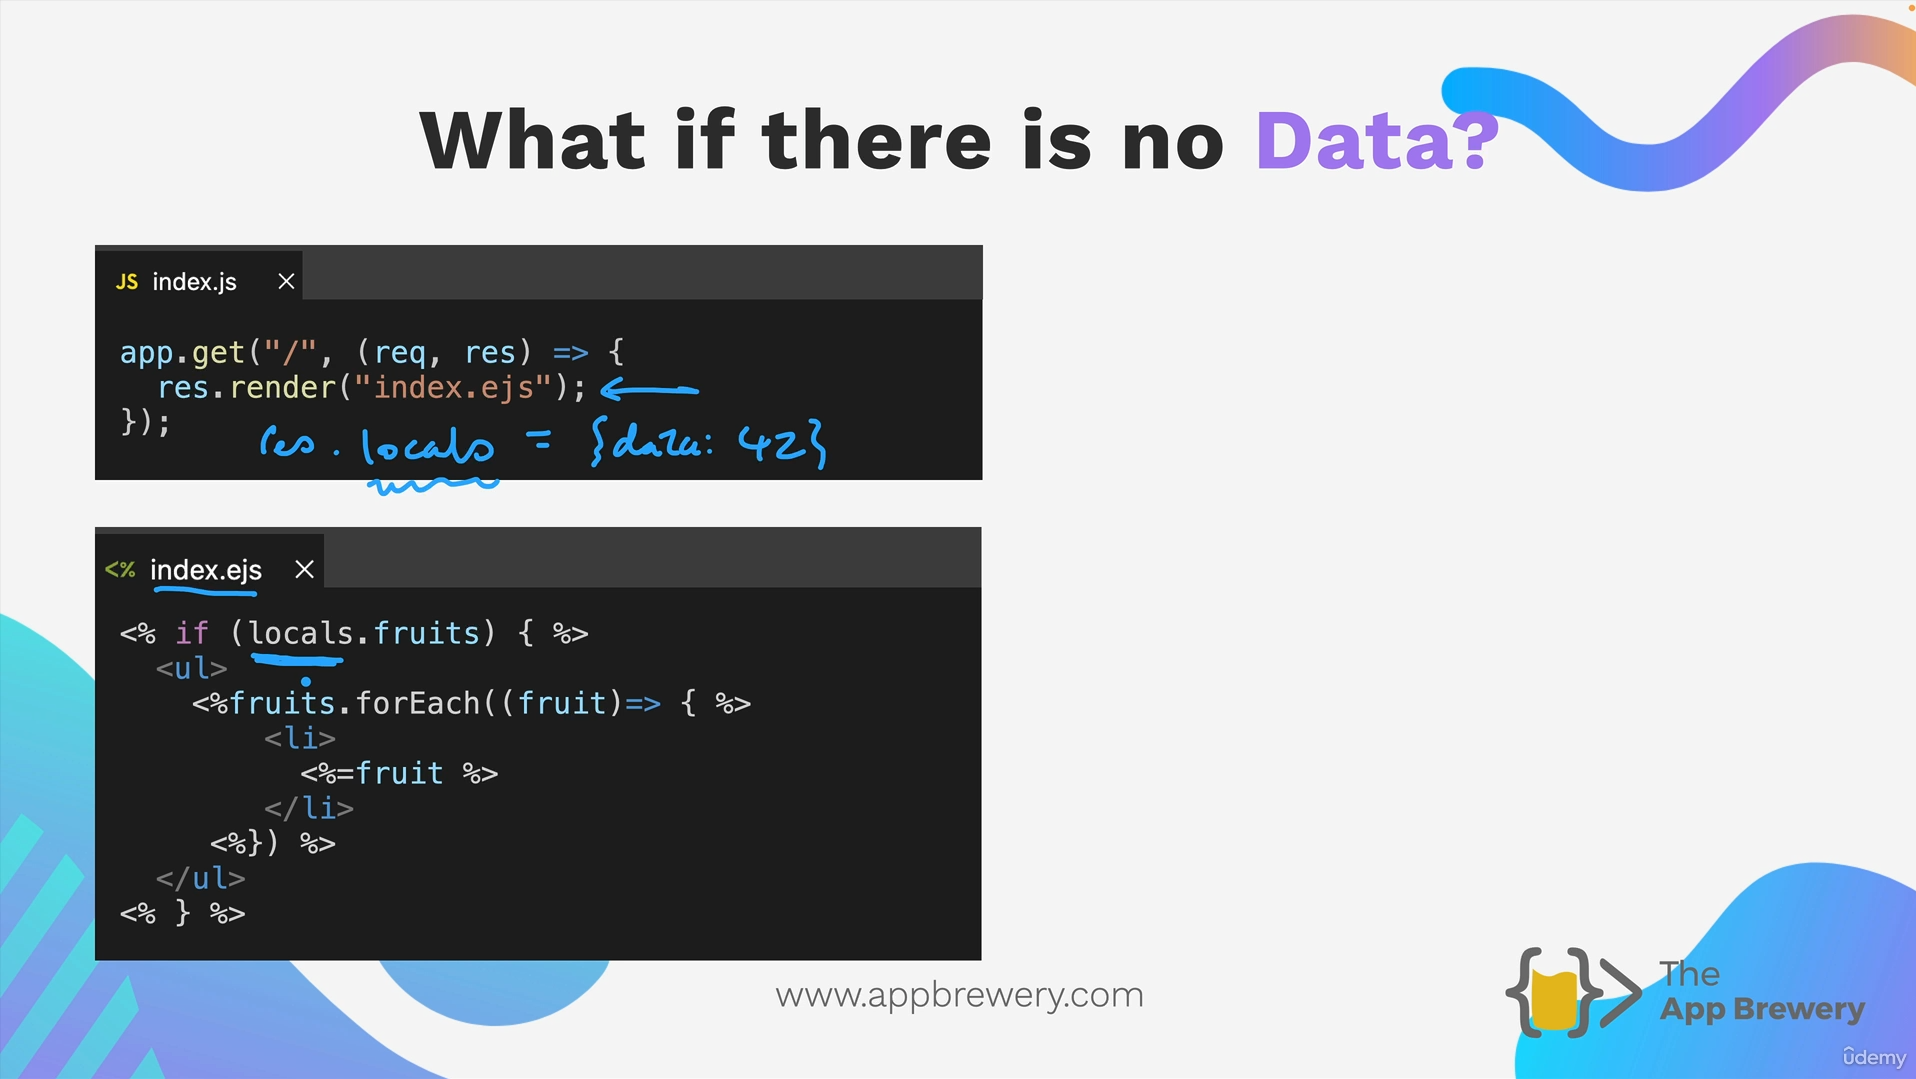 What if there is no Data?
JS index.js ×
app.get("/", (req, res) => {
res.render("index.ejs");
});
res.locals = {data: 42}
<% index.ejs ×
<% if (locals.fruits) { %>
<ul>
<%fruits.forEach((fruit)=> { %>
<li>
<%=fruit %>
</li>
<%}) %>
</ul>
<% } %>
www.appbrewery.com
{ }> The
App Brewery
ûdemy